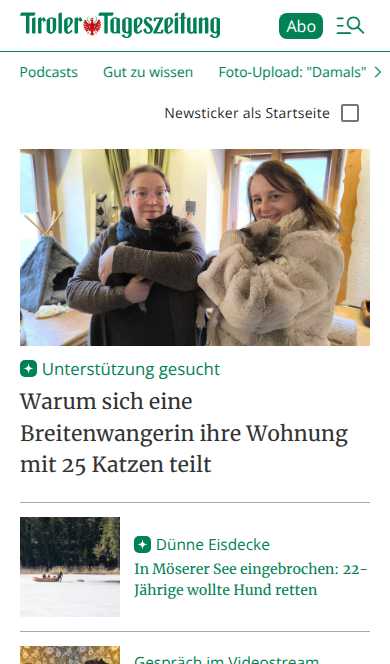 Tiroler Tageszeitung
Abo
Podcasts Gut zu wissen Foto-Upload: "Damals"
Newsticker als Startseite
Unterstützung gesucht
Warum sich eine
Breitenwangerin ihre Wohnung
mit 25 Katzen teilt
Dünne Eisdecke
In Möserer See eingebrochen: 22-
Jährige wollte Hund retten
Gespräch im Videostream